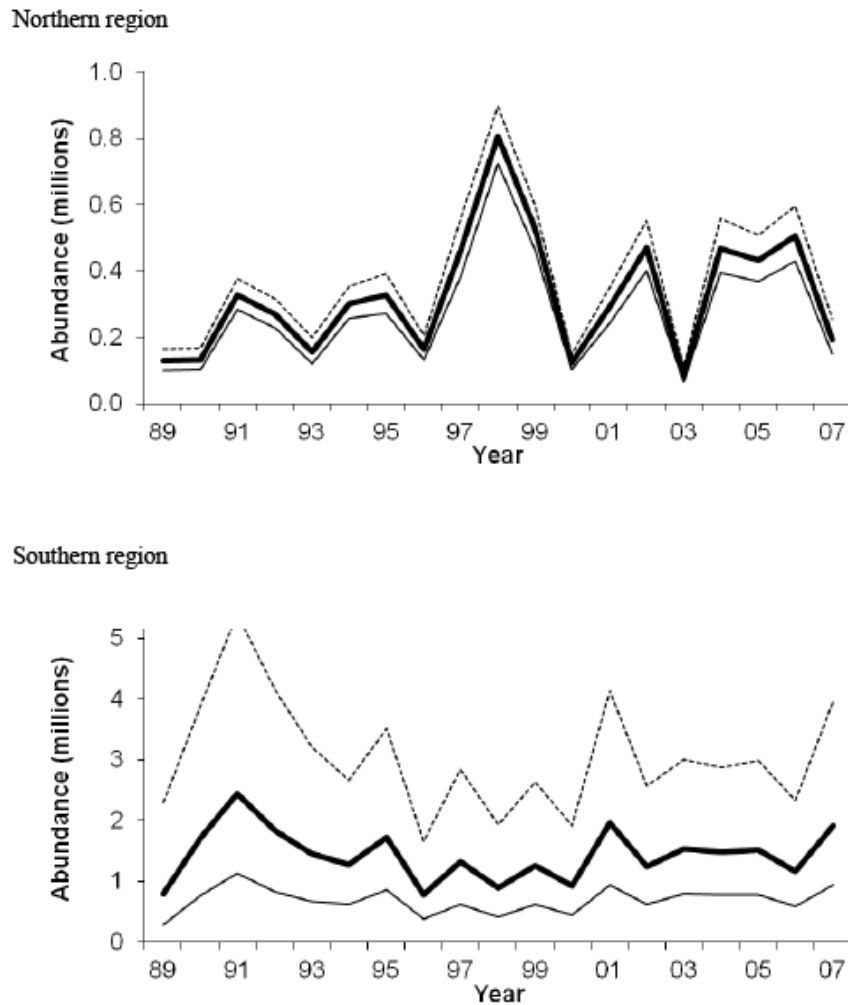 Northern region
Abundance (millions)
1.0
0.8
0.6
0.4
0.2
0.0
89 91 93 95 97 99 01 03 05 07
Year
Southern region
Abundance (millions)
5
4
3
2
1
0
89 91 93 95 97 99 01 03 05 07
Year